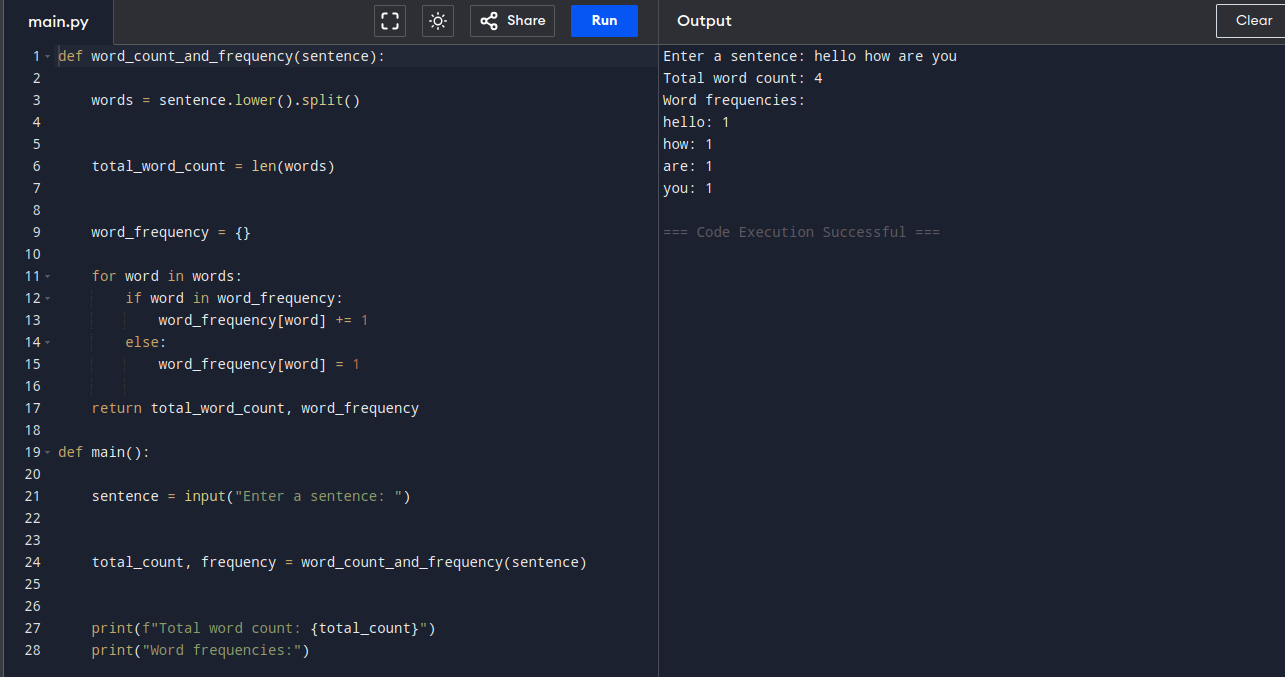 main.py
Share
Run
Output
Clear
1 def word_count_and_frequency(sentence):
2
3     words = sentence.lower().split()
4
5
6     total_word_count = len(words)
7
8
9     word_frequency = {}
10
11     for word in words:
12         if word in word_frequency:
13             word_frequency[word] += 1
14         else:
15             word_frequency[word] = 1
16
17     return total_word_count, word_frequency
18
19 def main():
20
21     sentence = input("Enter a sentence: ")
22
23
24     total_count, frequency = word_count_and_frequency(sentence)
25
26
27     print(f"Total word count: {total_count}")
28     print("Word frequencies:")
Enter a sentence: hello how are you
Total word count: 4
Word frequencies:
hello: 1
how: 1
are: 1
you: 1
=== Code Execution Successful ===